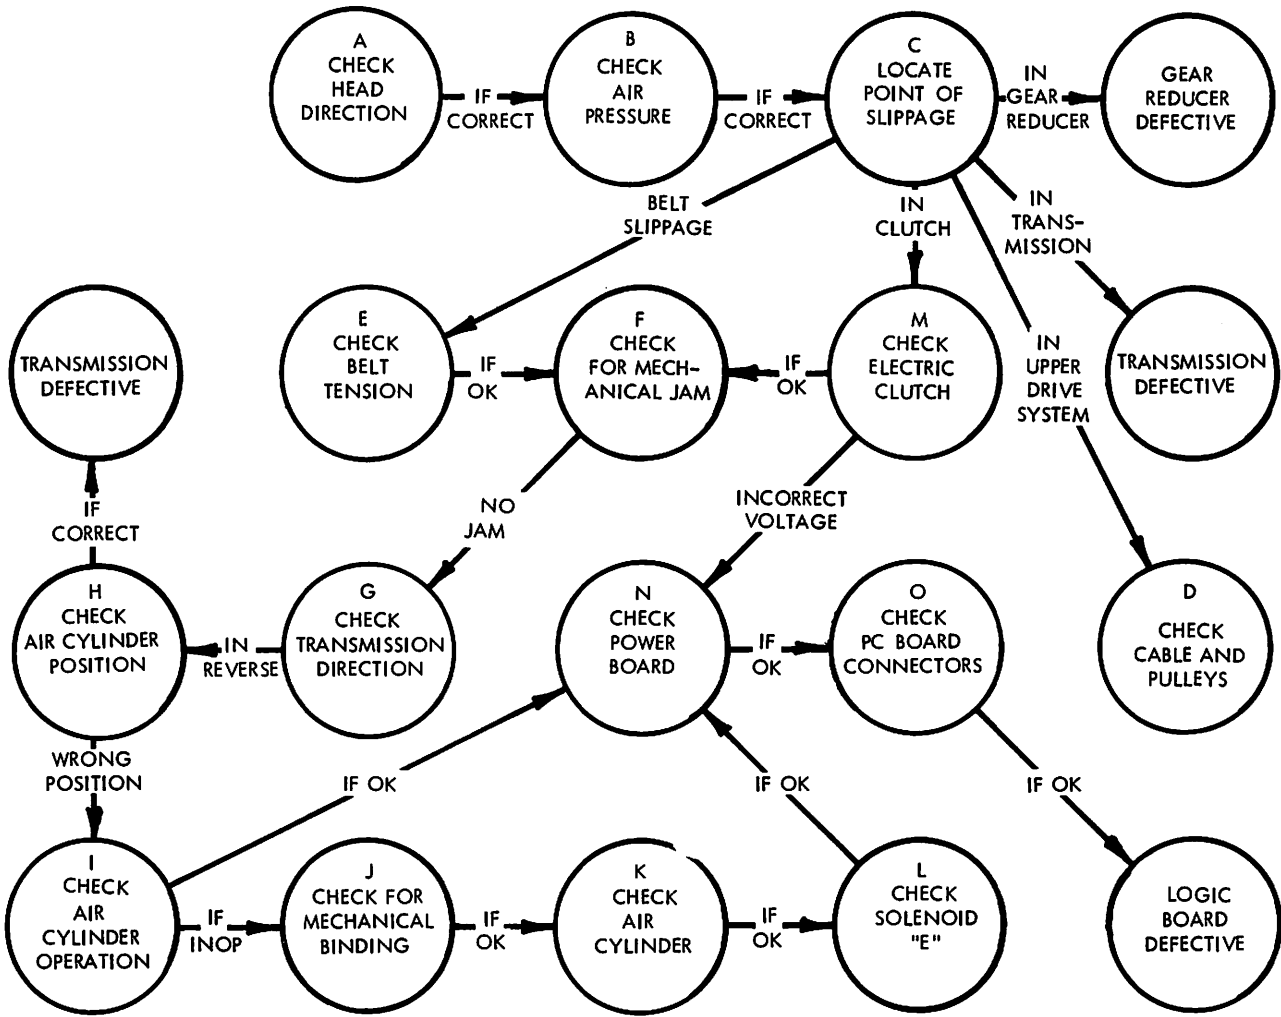 A
CHECK
HEAD
DIRECTION
IF
CORRECT
B
CHECK
AIR
PRESSURE
IF
CORRECT
C
LOCATE
POINT OF
SLIPPAGE
IN
GEAR
REDUCER
GEAR
REDUCER
DEFECTIVE
BELT
SLIPPAGE
IN
CLUTCH
IN
TRANS-
MISSION
IN
UPPER
DRIVE
SYSTEM
TRANSMISSION
DEFECTIVE
E
CHECK
BELT
TENSION
IF
OK
F
CHECK
FOR MECH-
ANICAL JAM
IF
OK
M
CHECK
ELECTRIC
CLUTCH
TRANSMISSION
DEFECTIVE
IF
CORRECT
NO
JAM
INCORRECT
VOLTAGE
H
CHECK
AIR CYLINDER
POSITION
IN
REVERSE
G
CHECK
TRANSMISSION
DIRECTION
N
CHECK
POWER
BOARD
IF
OK
O
CHECK
PC BOARD
CONNECTORS
D
CHECK
CABLE AND
PULLEYS
WRONG
POSITION
IF OK
IF OK
IF OK
I
CHECK
AIR
CYLINDER
OPERATION
IF
INOP
J
CHECK FOR
MECHANICAL
BINDING
IF
OK
K
CHECK
AIR
CYLINDER
IF
OK
L
CHECK
SOLENOID
"E"
LOGIC
BOARD
DEFECTIVE